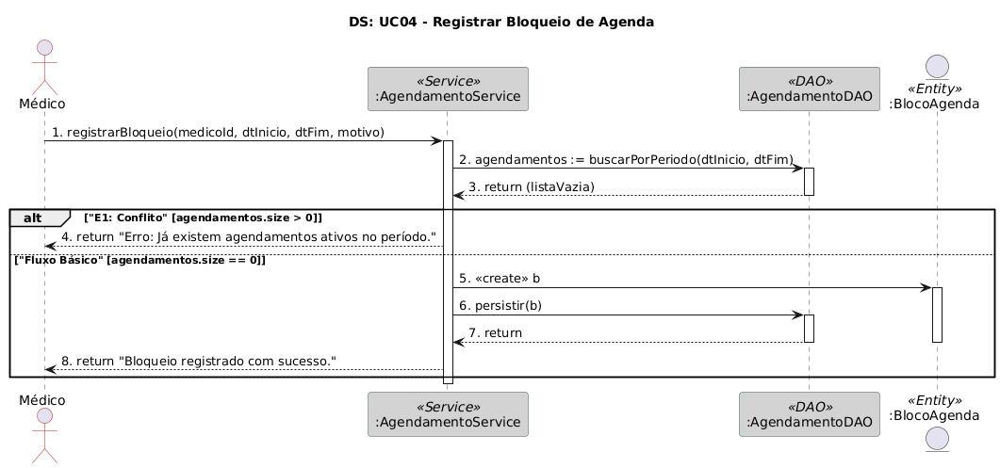 DS: UC04 - Registrar Bloqueio de Agenda
Médico
«Service»
:AgendamentoService
«DAO»
:AgendamentoDAO
«Entity»
:BlocoAgenda
1. registrarBloqueio(medicoId, dtInicio, dtFim, motivo)
2. agendamentos := buscarPorPeriodo(dtInicio, dtFim)
3. return (listaVazia)
alt ["E1: Conflito" [agendamentos.size > 0]]
4. return "Erro: Já existem agendamentos ativos no período."
["Fluxo Básico" [agendamentos.size == 0]]
5. «create» b
6. persistir(b)
7. return
8. return "Bloqueio registrado com sucesso."
Médico
«Service»
:AgendamentoService
«DAO»
:AgendamentoDAO
«Entity»
:BlocoAgenda